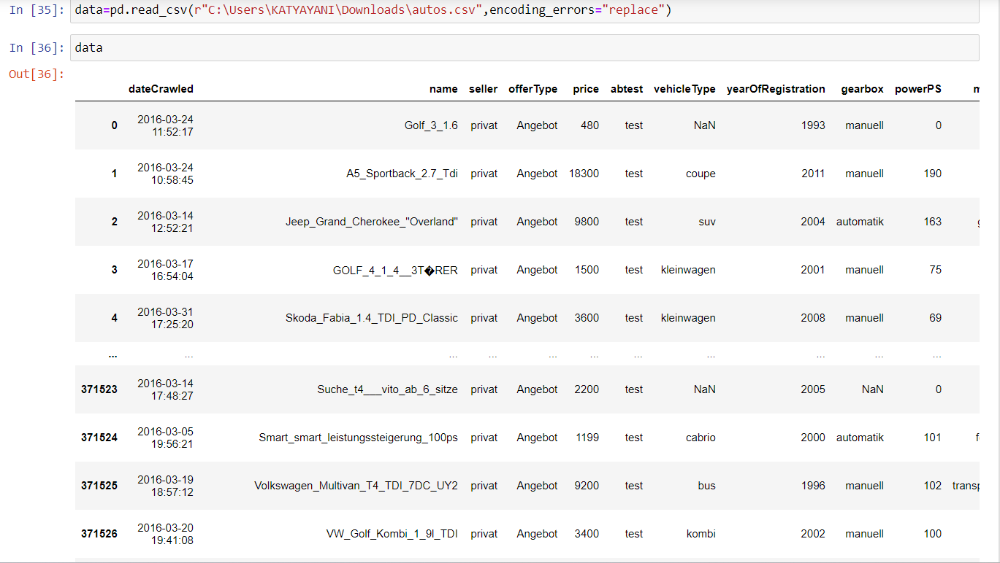 In [35]: data=pd.read_csv(r"C:\Users\KATYAYANI\Downloads\autos.csv",encoding_errors="replace")
In [36]: data
Out[36]:
dateCrawled name seller offerType price abtest vehicleType yearOfRegistration gearbox powerPS
0 2016-03-24 11:52:17 Golf_3_1.6 privat Angebot 480 test NaN 1993 manuell 0
1 2016-03-24 10:58:45 A5_Sportback_2.7_Tdi privat Angebot 18300 test coupe 2011 manuell 190
2 2016-03-14 12:52:21 Jeep_Grand_Cherokee_"Overland" privat Angebot 9800 test suv 2004 automatik 163
3 2016-03-17 16:54:04 GOLF_4_1_4__3T�RER privat Angebot 1500 test kleinwagen 2001 manuell 75
4 2016-03-31 17:25:20 Skoda_Fabia_1.4_TDI_PD_Classic privat Angebot 3600 test kleinwagen 2008 manuell 69
... ... ... ... ... ... ... ... ... ... ...
371523 2016-03-14 17:48:27 Suche_t4___vito_ab_6_sitze privat Angebot 2200 test NaN 2005 NaN 0
371524 2016-03-05 19:56:21 Smart_smart_leistungssteigerung_100ps privat Angebot 1199 test cabrio 2000 automatik 101
371525 2016-03-19 18:57:12 Volkswagen_Multivan_T4_TDI_7DC_UY2 privat Angebot 9200 test bus 1996 manuell 102 transp
371526 2016-03-20 19:41:08 VW_Golf_Kombi_1_9l_TDI privat Angebot 3400 test kombi 2002 manuell 100